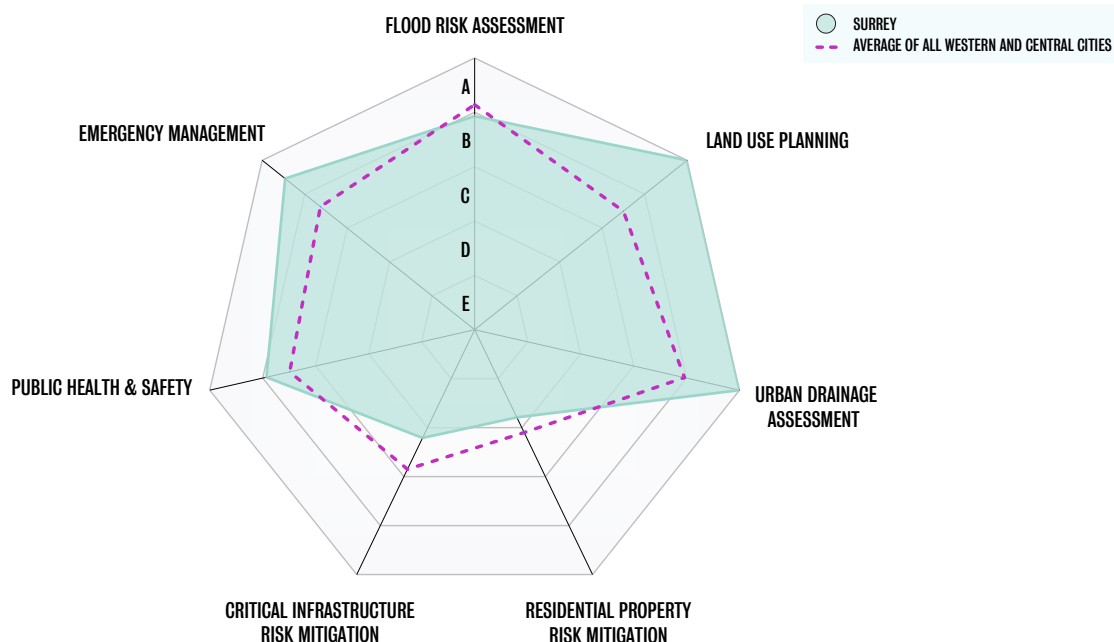 FLOOD RISK ASSESSMENT
SURREY
AVERAGE OF ALL WESTERN AND CENTRAL CITIES
A
EMERGENCY MANAGEMENT
LAND USE PLANNING
B
C
D
E
PUBLIC HEALTH & SAFETY
URBAN DRAINAGE
ASSESSMENT
CRITICAL INFRASTRUCTURE
RISK MITIGATION
RESIDENTIAL PROPERTY
RISK MITIGATION